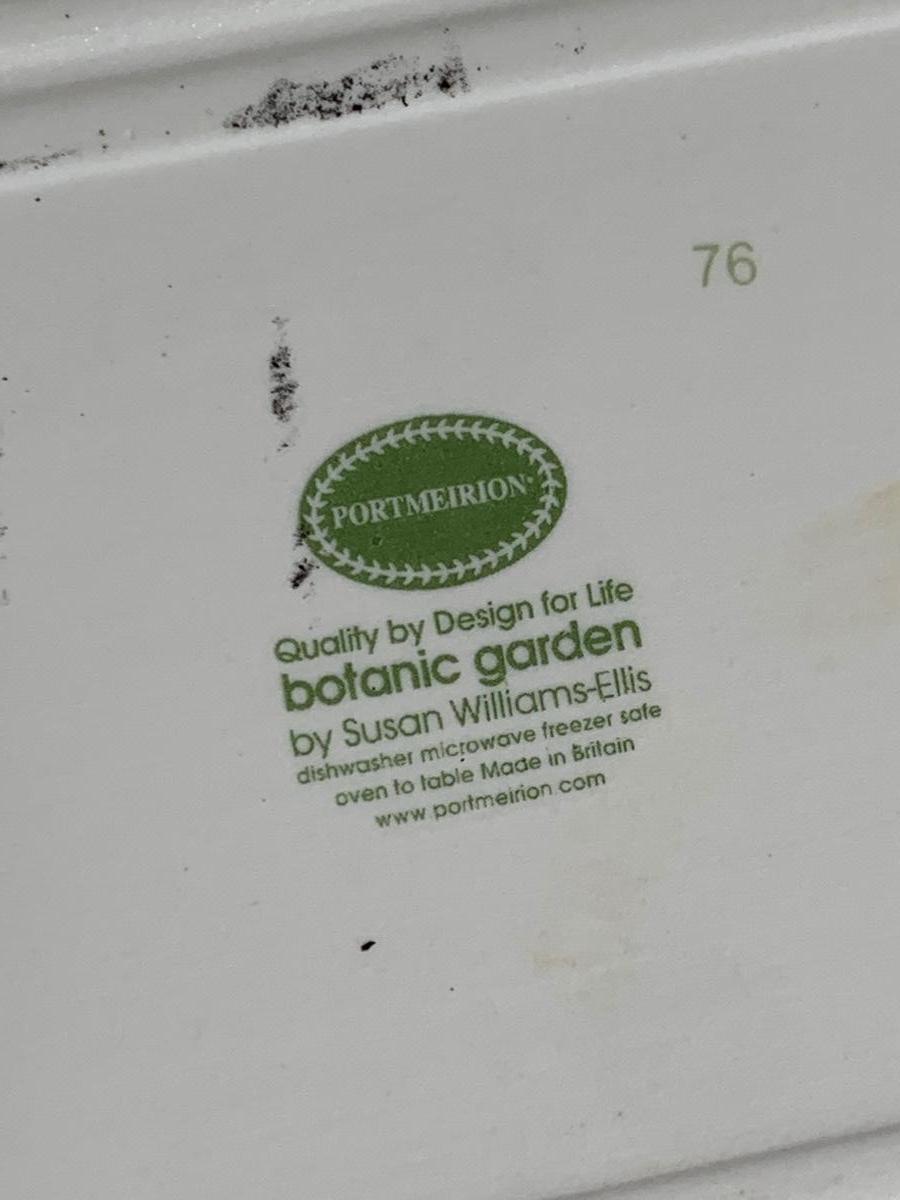 76
PORTMEIRION®
Quality by Design for Life
botanic garden
by Susan Williams-Ellis
dishwasher microwave freezer safe
oven to table Made in Britain
www.portmeirion.com